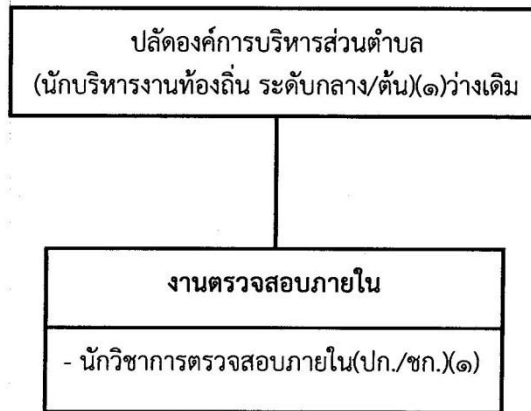 ปลัดองค์การบริหารส่วนตำบล
(นักบริหารงานท้องถิ่น ระดับกลาง/ต้น)(๑)ว่างเดิม
งานตรวจสอบภายใน
- นักวิชาการตรวจสอบภายใน(ปก./ชก.)(๑)